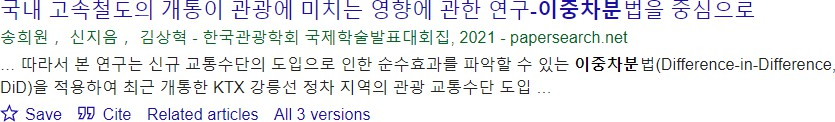 국내 고속철도의 개통이 관광에 미치는 영향에 관한 연구-이중차분법을 중심으로
송희원 , 신지음 , 김상혁 - 한국관광학회 국제학술발표대회집, 2021 - papersearch.net
... 따라서 본 연구는 신규 교통수단의 도입으로 인한 순수효과를 파악할 수 있는 이중차분법(Difference-in-Difference,
DiD)을 적용하여 최근 개통한 KTX 강릉선 정차 지역의 관광 교통수단 도입 ...
Save Cite Related articles All 3 versions